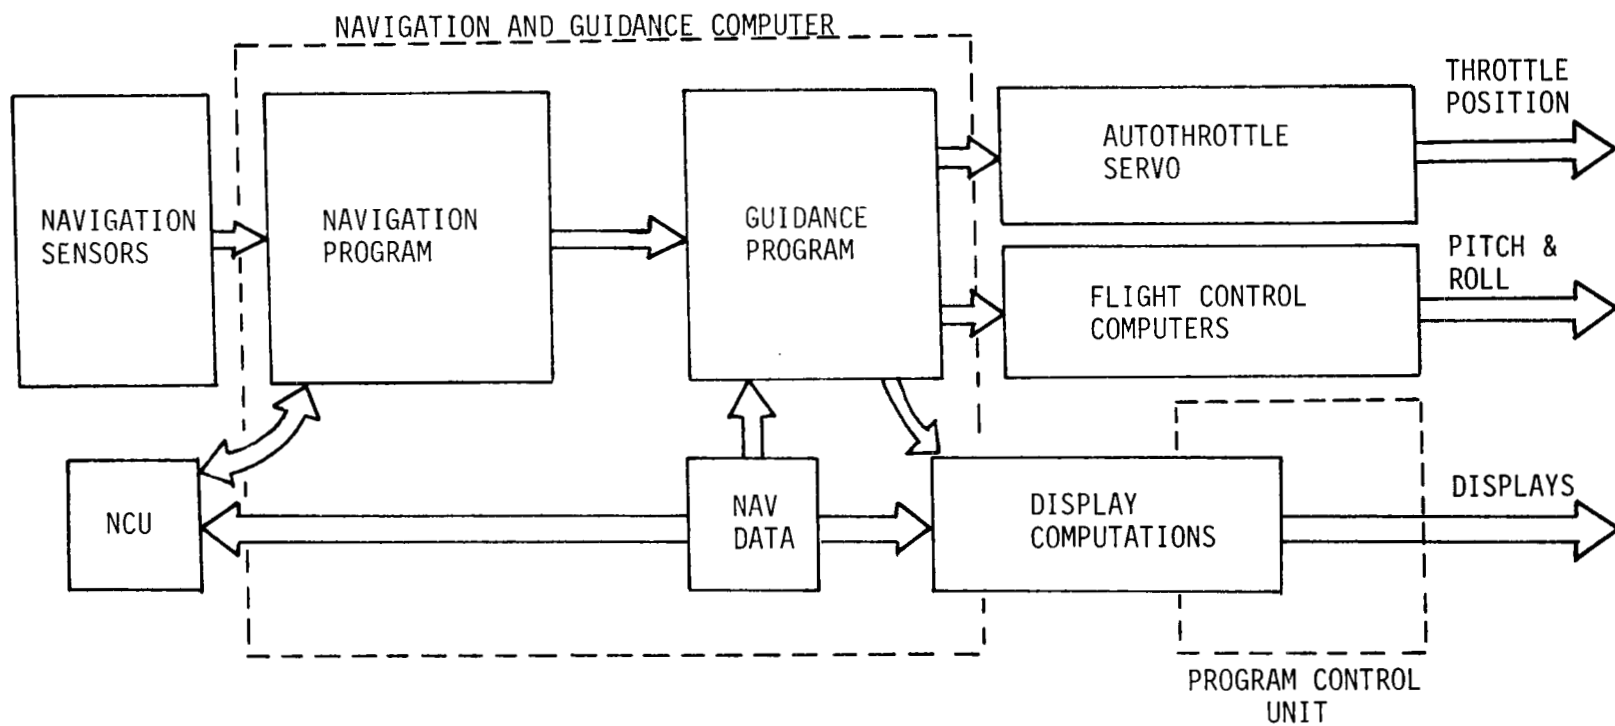 NAVIGATION AND GUIDANCE COMPUTER
NAVIGATION
SENSORS
NAVIGATION
PROGRAM
GUIDANCE
PROGRAM
AUTOTHROTTLE
SERVO
THROTTLE
POSITION
FLIGHT CONTROL
COMPUTERS
PITCH &
ROLL
NCU
NAV
DATA
DISPLAY
COMPUTATIONS
DISPLAYS
PROGRAM CONTROL
UNIT